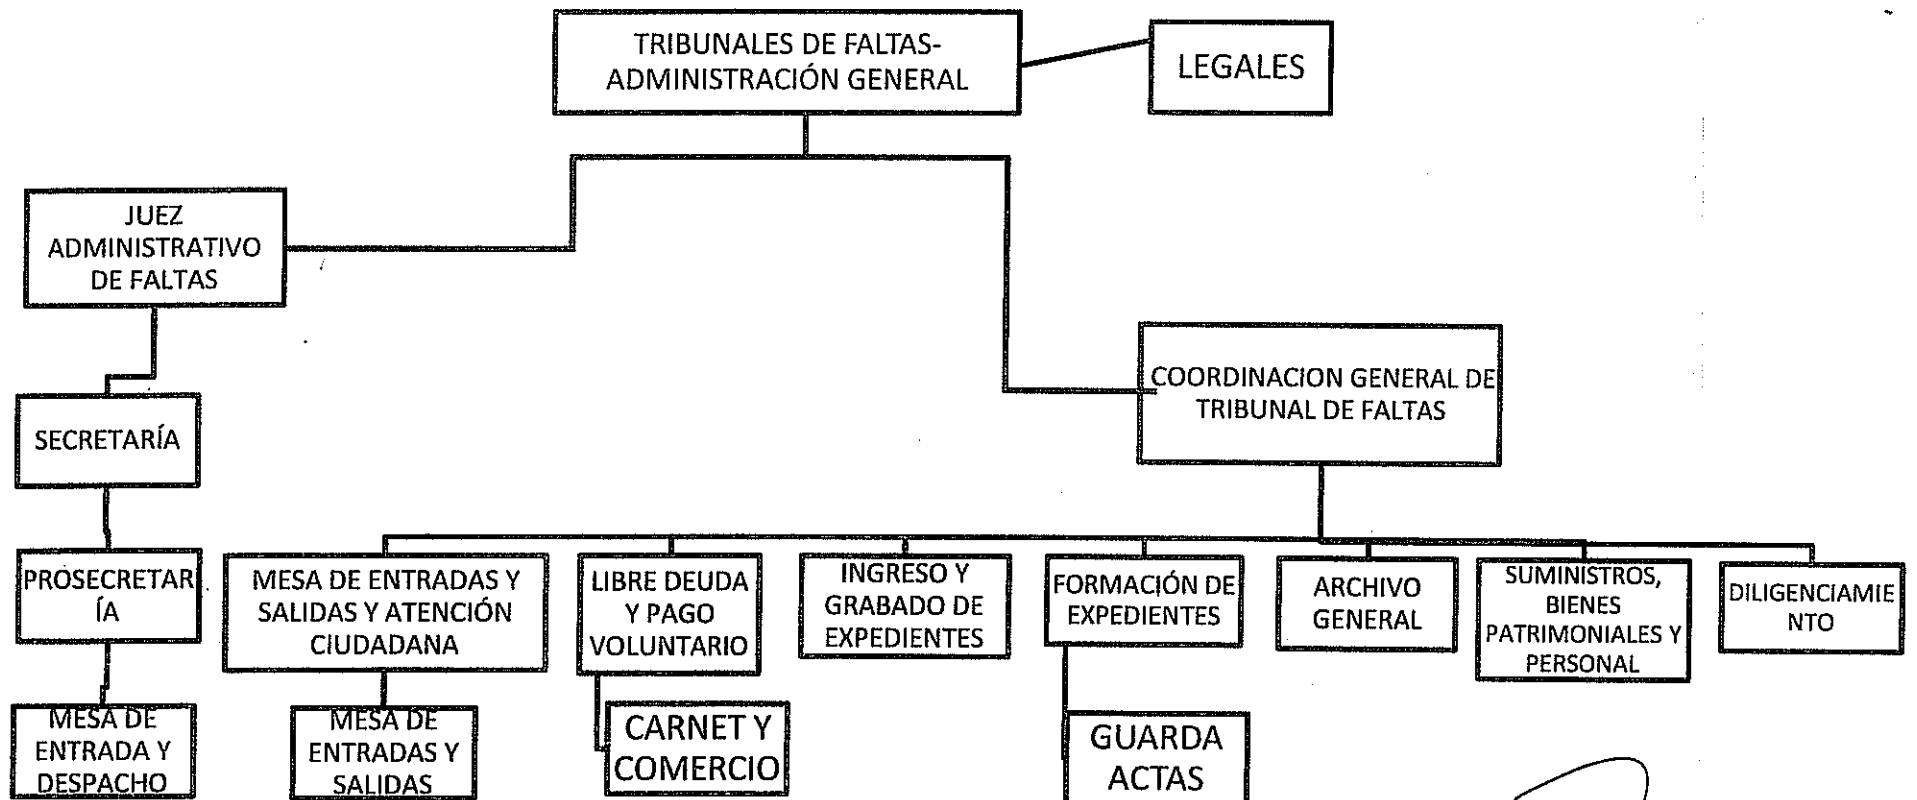 TRIBUNALES DE FALTAS-
ADMINISTRACIÓN GENERAL
LEGALES
JUEZ
ADMINISTRATIVO
DE FALTAS
COORDINACION GENERAL DE
TRIBUNAL DE FALTAS
SECRETARÍA
PROSECRETAR
ÍA
MESA DE ENTRADAS Y
SALIDAS Y ATENCIÓN
CIUDADANA
LIBRE DEUDA
Y PAGO
VOLUNTARIO
INGRESO Y
GRABADO DE
EXPEDIENTES
FORMACIÓN DE
EXPEDIENTES
ARCHIVO
GENERAL
SUMINISTROS,
BIENES
PATRIMONIALES Y
PERSONAL
DILIGENCIAMIE
NTO
MESA DE
ENTRADA Y
DESPACHO
MESA DE
ENTRADAS Y
SALIDAS
CARNET Y
COMERCIO
GUARDA
ACTAS